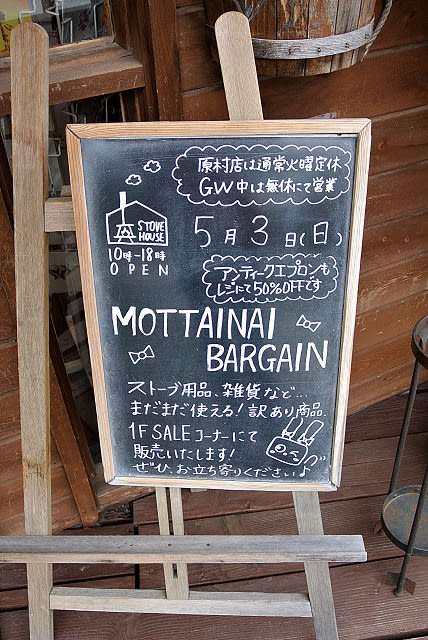 原村店は通常火曜定休
GW中は無休にて営業
STOVE
HOUSE
10時~18時
OPEN
5月3日(日)
アンティークエプロンも
レジにて50%OFFです
MOTTAINAI
BARGAIN
ストーブ用品、雑貨など…
まだまだ使える!訳あり商品
1F SALEコーナーにて
販売いたします!
ぜひ、お立ち寄りください♪